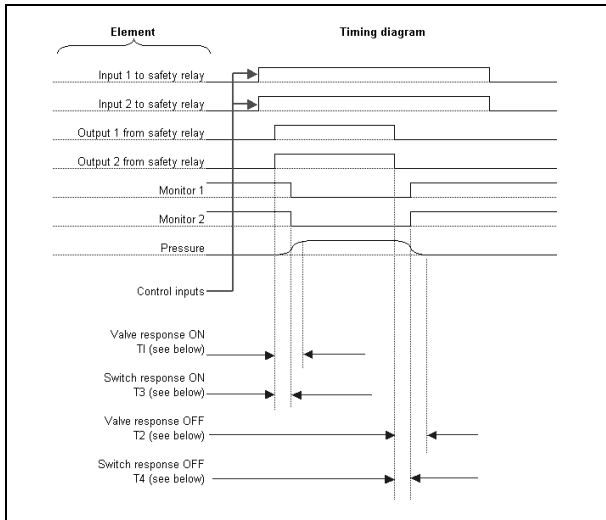 Element
Timing diagram
Input 1 to safety relay
Input 2 to safety relay
Output 1 from safety relay
Output 2 from safety relay
Monitor 1
Monitor 2
Pressure
Control inputs
Valve response ON
T1 (see below)
Switch response ON
T3 (see below)
Valve response OFF
T2 (see below)
Switch response OFF
T4 (see below)